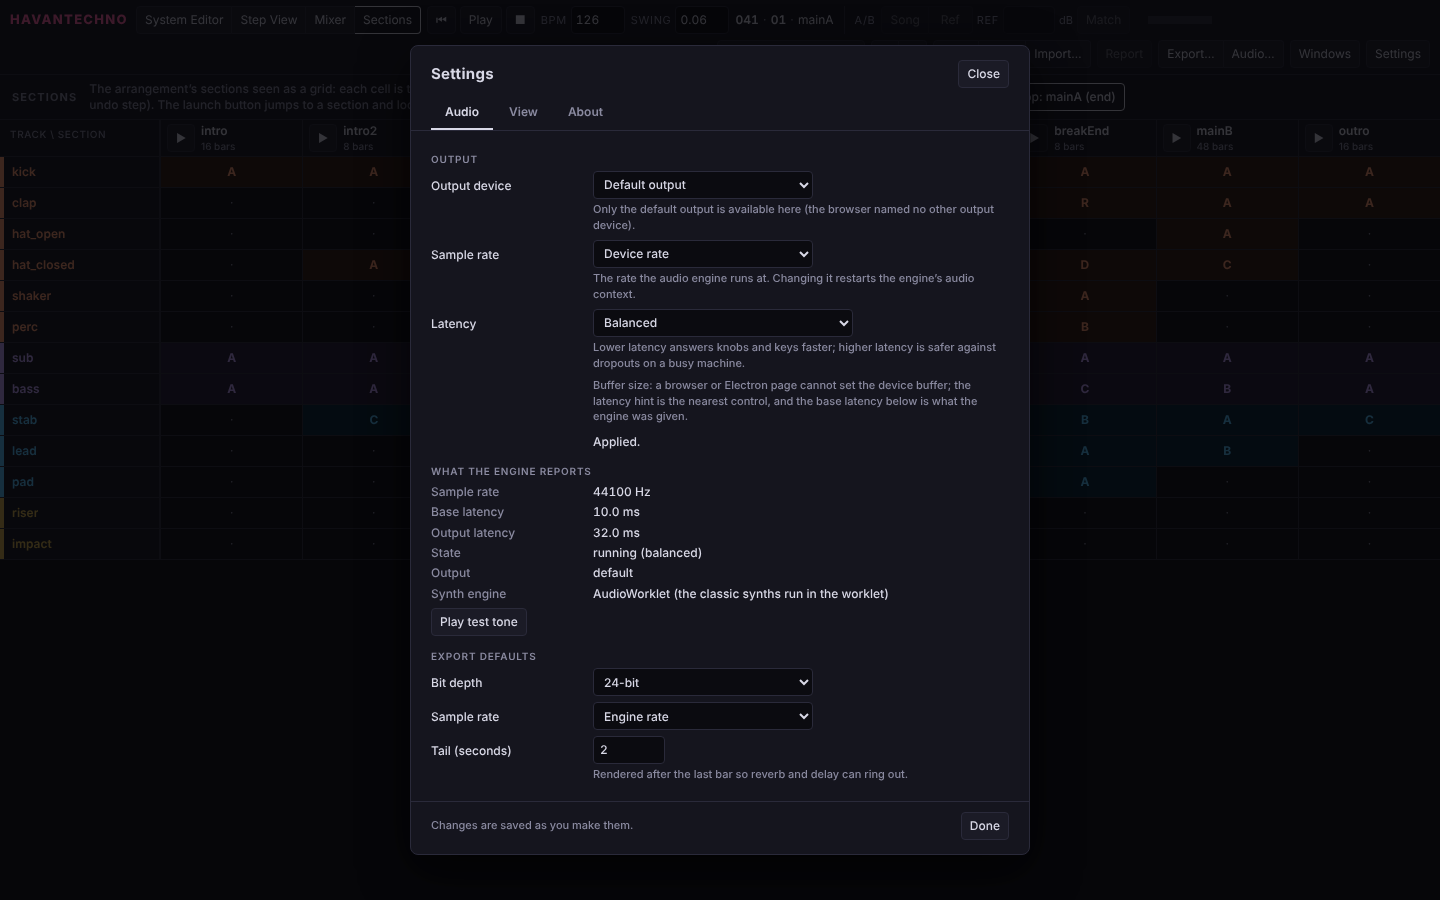 HAVANTECHNO System Editor Step View Mixer Sections Play BPM 126 SWING 0.06 041 · 01 · mainA A/B Song Ref REF dB Match
Import... Report Export... Audio... Windows Settings
SECTIONS The arrangement's sections seen as a grid: each cell is
undo step). The launch button jumps to a section and
p: mainA (end)
TRACK \ SECTION
intro
16 bars
intro2
8 bars
breakEnd
8 bars
mainB
48 bars
outro
16 bars
kick A A A A A
clap · · R A A
hat_open · · · A ·
hat_closed · A D C ·
shaker · · A · ·
perc · · B · ·
sub A A A A A
bass A A C B A
stab · C B A C
lead · · A B ·
pad · · A · ·
riser · · · · ·
impact · · · · ·
Settings
Close
Audio View About
OUTPUT
Output device Default output
Only the default output is available here (the browser named no other output
device).
Sample rate Device rate
The rate the audio engine runs at. Changing it restarts the engine's audio
context.
Latency Balanced
Lower latency answers knobs and keys faster; higher latency is safer against
dropouts on a busy machine.
Buffer size: a browser or Electron page cannot set the device buffer; the
latency hint is the nearest control, and the base latency below is what the
engine was given.
Applied.
WHAT THE ENGINE REPORTS
Sample rate 44100 Hz
Base latency 10.0 ms
Output latency 32.0 ms
State running (balanced)
Output default
Synth engine AudioWorklet (the classic synths run in the worklet)
Play test tone
EXPORT DEFAULTS
Bit depth 24-bit
Sample rate Engine rate
Tail (seconds) 2
Rendered after the last bar so reverb and delay can ring out.
Changes are saved as you make them.
Done